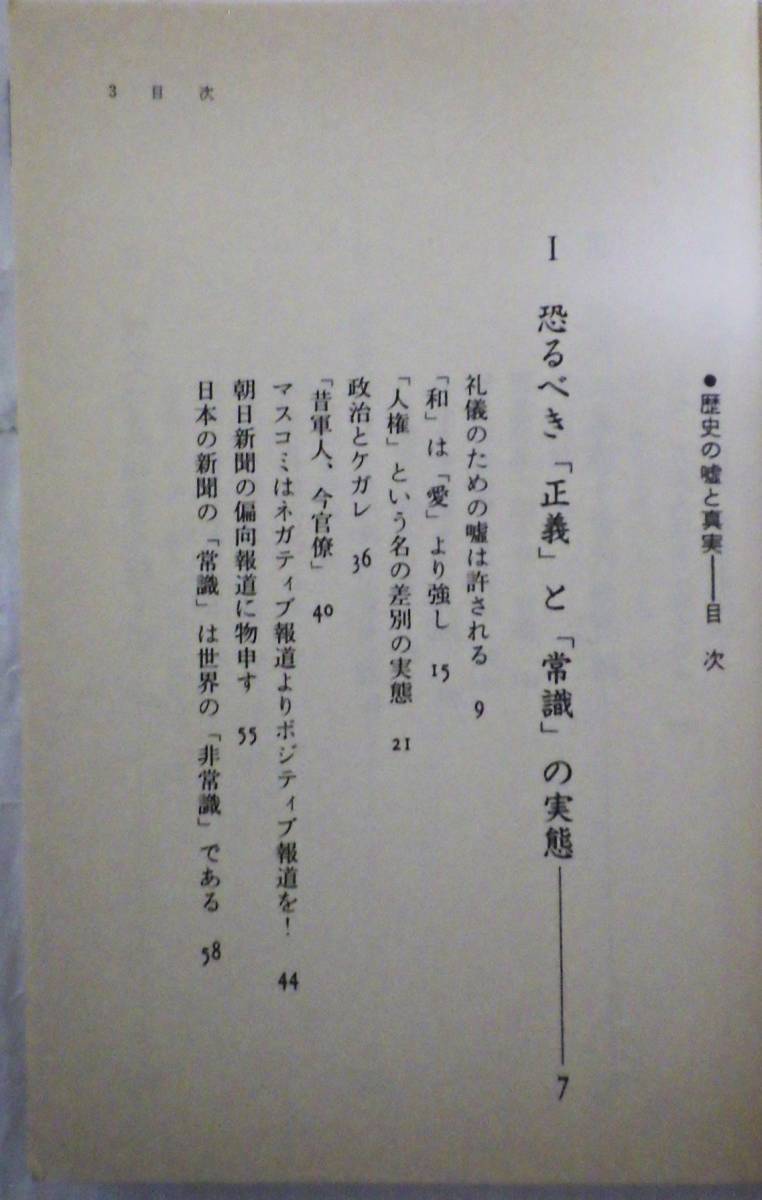 3 目 次
●歴史の嘘と真実——目 次
I 恐るべき「正義」と「常識」の実態——7
礼儀のための嘘は許される 9
「和」は「愛」より強し 15
「人権」という名の差別の実態 21
政治とケガレ 36
「昔軍人、今官僚」 40
マスコミはネガティブ報道よりポジティブ報道を! 44
朝日新聞の偏向報道に物申す 55
日本の新聞の「常識」は世界の「非常識」である 58